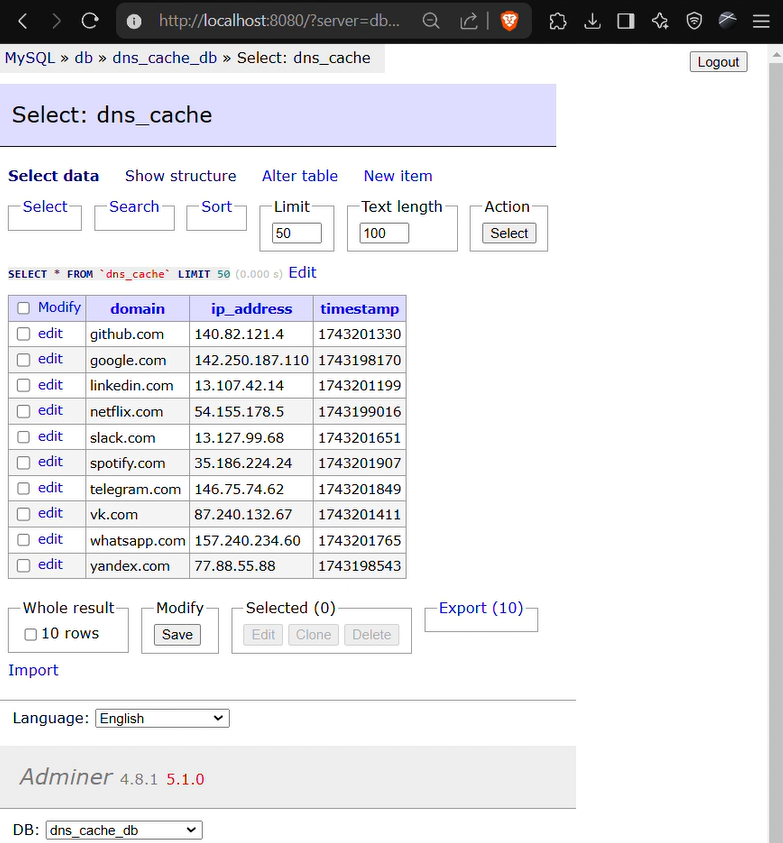 http://localhost:8080/?server=db...
MySQL » db » dns_cache_db » Select: dns_cache
Logout
Select: dns_cache
Select data Show structure Alter table New item
Select Search Sort Limit Text length Action
50 100 Select
SELECT * FROM `dns_cache` LIMIT 50 (0.000 s) Edit
Modify domain ip_address timestamp
edit github.com 140.82.121.4 1743201330
edit google.com 142.250.187.110 1743198170
edit linkedin.com 13.107.42.14 1743201199
edit netflix.com 54.155.178.5 1743199016
edit slack.com 13.127.99.68 1743201651
edit spotify.com 35.186.224.24 1743201907
edit telegram.com 146.75.74.62 1743201849
edit vk.com 87.240.132.67 1743201411
edit whatsapp.com 157.240.234.60 1743201765
edit yandex.com 77.88.55.88 1743198543
Whole result Modify Selected (0) Export (10)
10 rows Save Edit Clone Delete
Import
Language: English
Adminer 4.8.1 5.1.0
DB: dns_cache_db